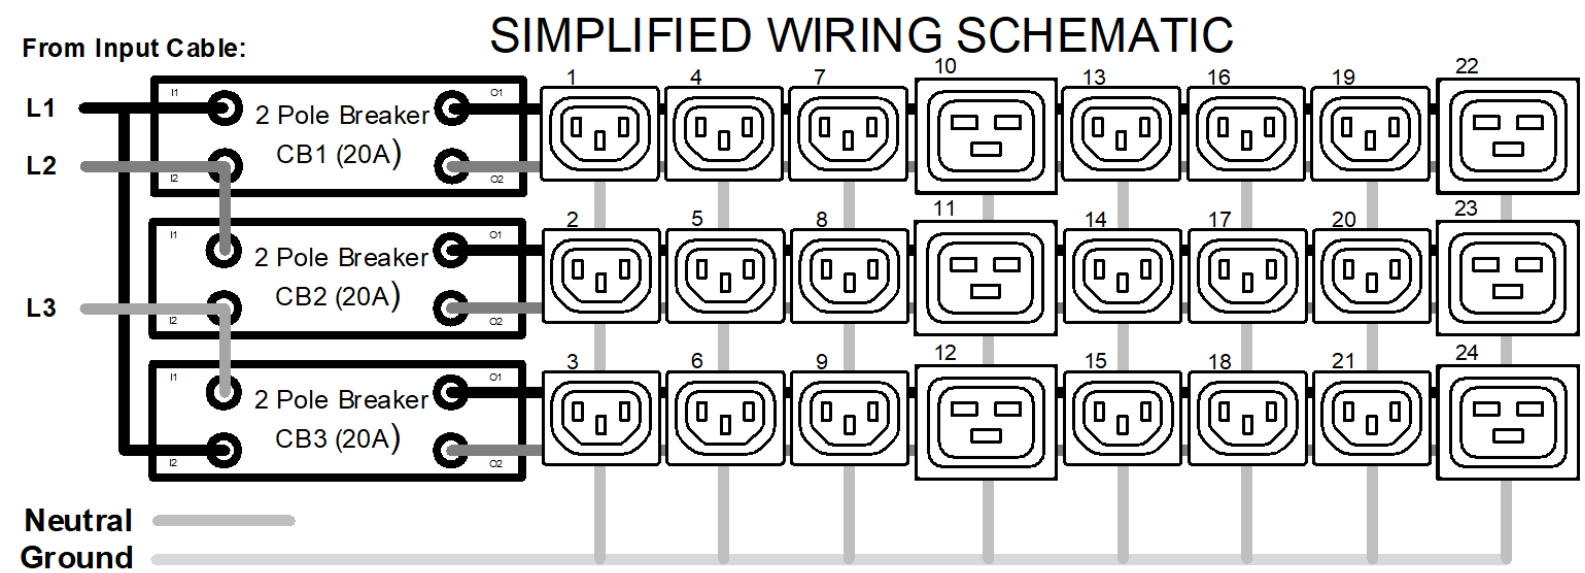 SIMPLIFIED WIRING SCHEMATIC
From Input Cable:
1 4 7 10 13 16 19 22
L1
I1 O1
2 Pole Breaker
CB1 (20A)
L2
I2 O2
2 5 8 11 14 17 20 23
I1 O1
2 Pole Breaker
CB2 (20A)
L3
I2 O2
3 6 9 12 15 18 21 24
I1 O1
2 Pole Breaker
CB3 (20A)
I2 O2
Neutral
Ground